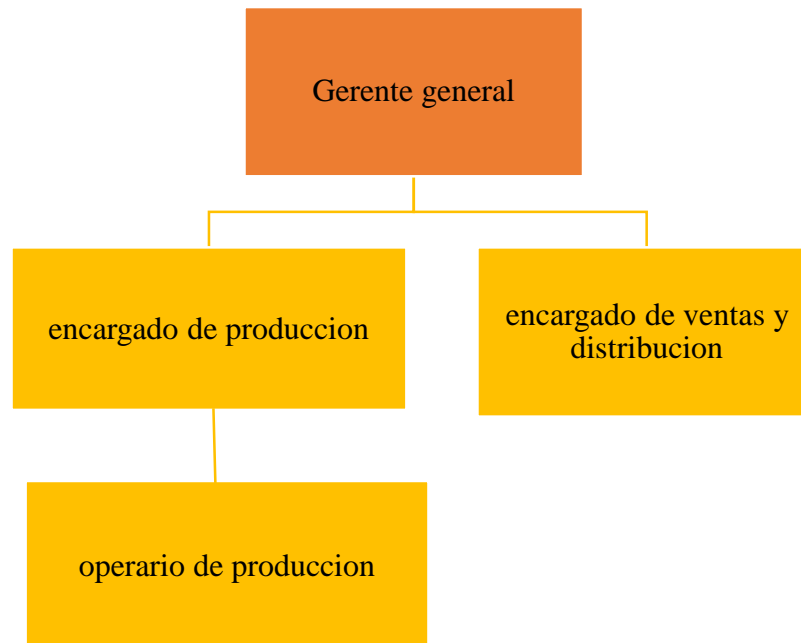 Gerente general
encargado de produccion
encargado de ventas y
distribucion
operario de produccion